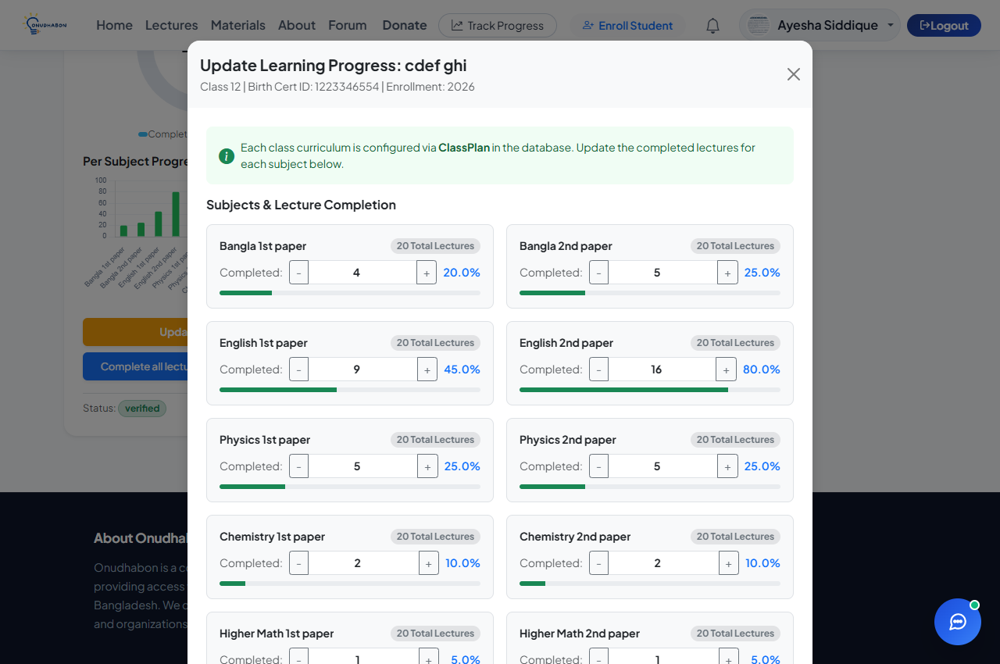 ONUDHABON
Home
Lectures
Materials
About
Forum
Donate
Track Progress
Enroll Student
Ayesha Siddique
Logout
Update Learning Progress: cdef ghi
Class 12 | Birth Cert ID: 1223346554 | Enrollment: 2026
Each class curriculum is configured via ClassPlan in the database. Update the completed lectures for
each subject below.
Subjects & Lecture Completion
Bangla 1st paper
20 Total Lectures
Completed: - 4 + 20.0%
Bangla 2nd paper
20 Total Lectures
Completed: - 5 + 25.0%
English 1st paper
20 Total Lectures
Completed: - 9 + 45.0%
English 2nd paper
20 Total Lectures
Completed: - 16 + 80.0%
Physics 1st paper
20 Total Lectures
Completed: - 5 + 25.0%
Physics 2nd paper
20 Total Lectures
Completed: - 5 + 25.0%
Chemistry 1st paper
20 Total Lectures
Completed: - 2 + 10.0%
Chemistry 2nd paper
20 Total Lectures
Completed: - 2 + 10.0%
Higher Math 1st paper
20 Total Lectures
Completed: - 1 + 5.0%
Higher Math 2nd paper
20 Total Lectures
Completed: - 1 + 5.0%
Complet
Per Subject Progre
100
80
60
40
20
0
Bangla 1st paper
Bangla 2nd paper
English 1st paper
English 2nd paper
Physics 1st pap
Physics
Upda
Complete all lectu
Status: verified
About Onudhal
Onudhabon is a ce
providing access
Bangladesh. We c
and organizations